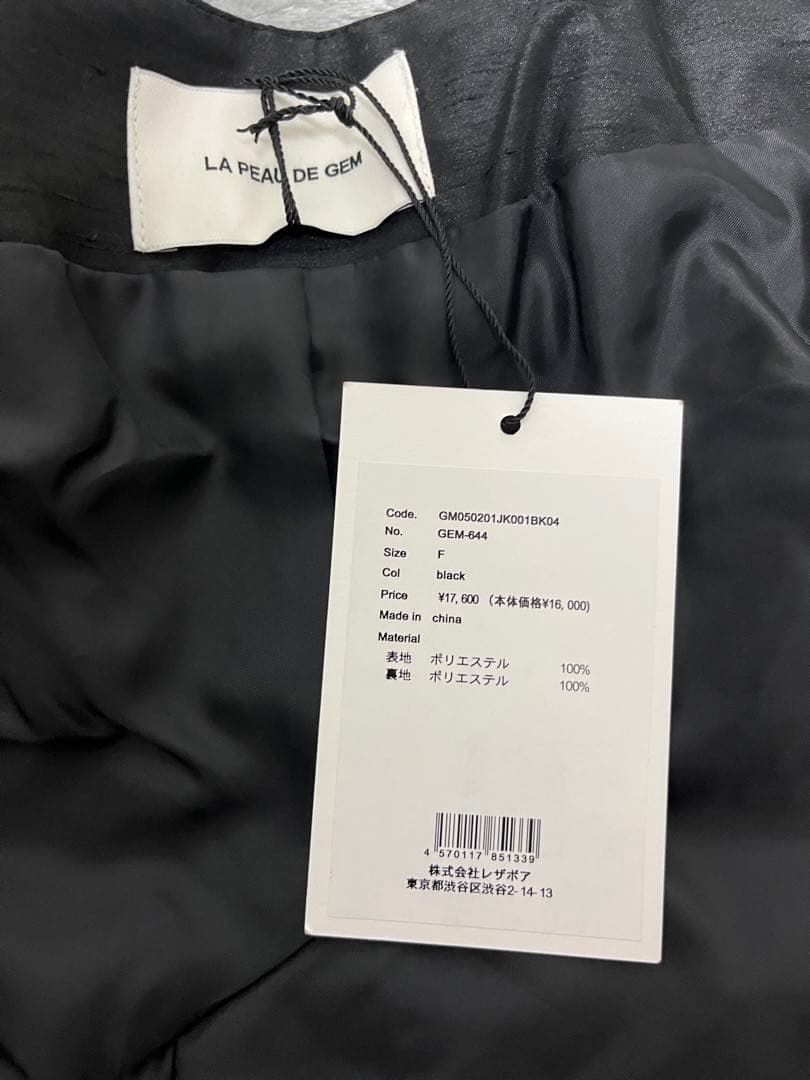 LA PEAU DE GEM
Code. GM050201JK001BK04
No. GEM-644
Size F
Col black
Price ¥17,600 (本体価格¥16,000)
Made in china
Material
表地 ポリエステル 100%
裏地 ポリエステル 100%
4 570117 851339
株式会社レザボア
東京都渋谷区渋谷2-14-13